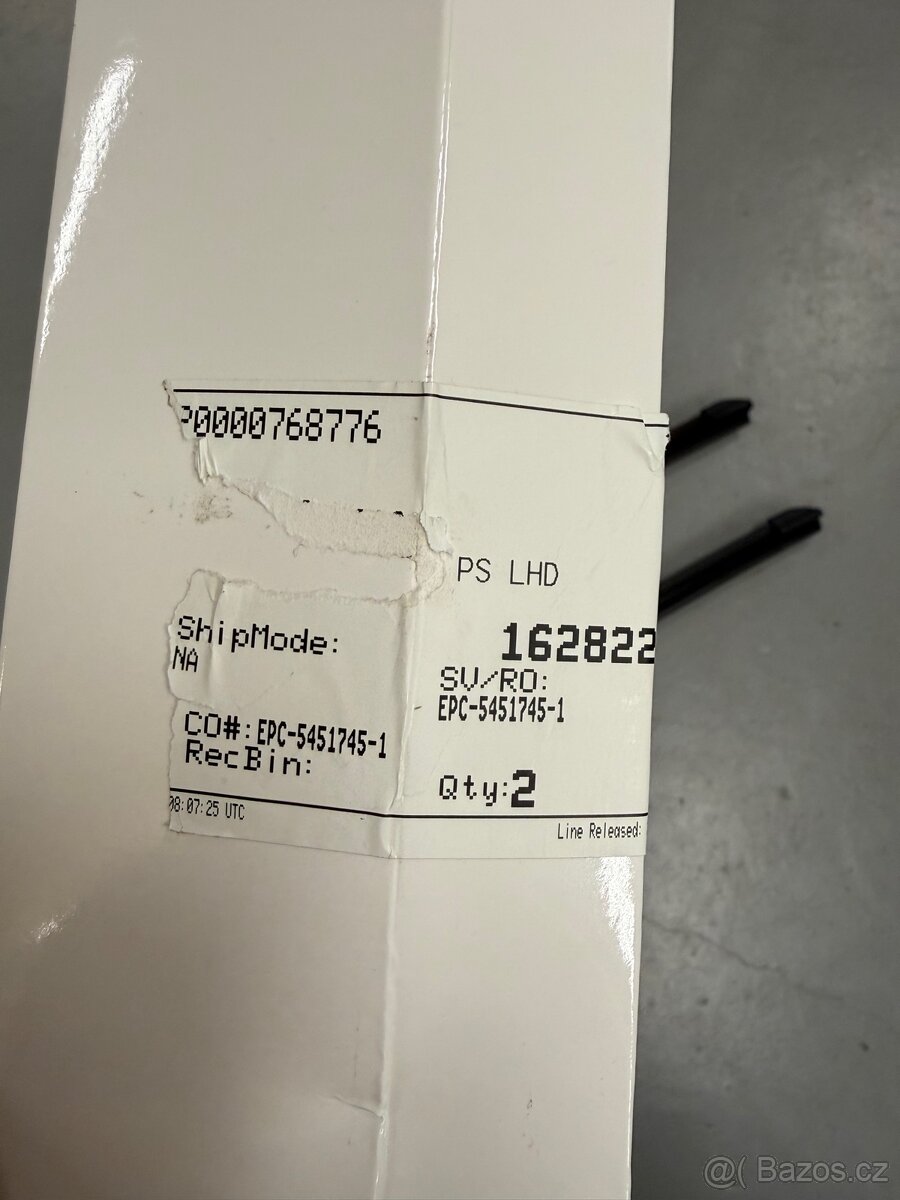 P0000768776
PS LHD
ShipMode:
NA
162822
SV/RO:
EPC-5451745-1
CO#: EPC-5451745-1
RecBin:
Qty:2
08:07:25 UTC
Line Released:
@( Bazos.cz